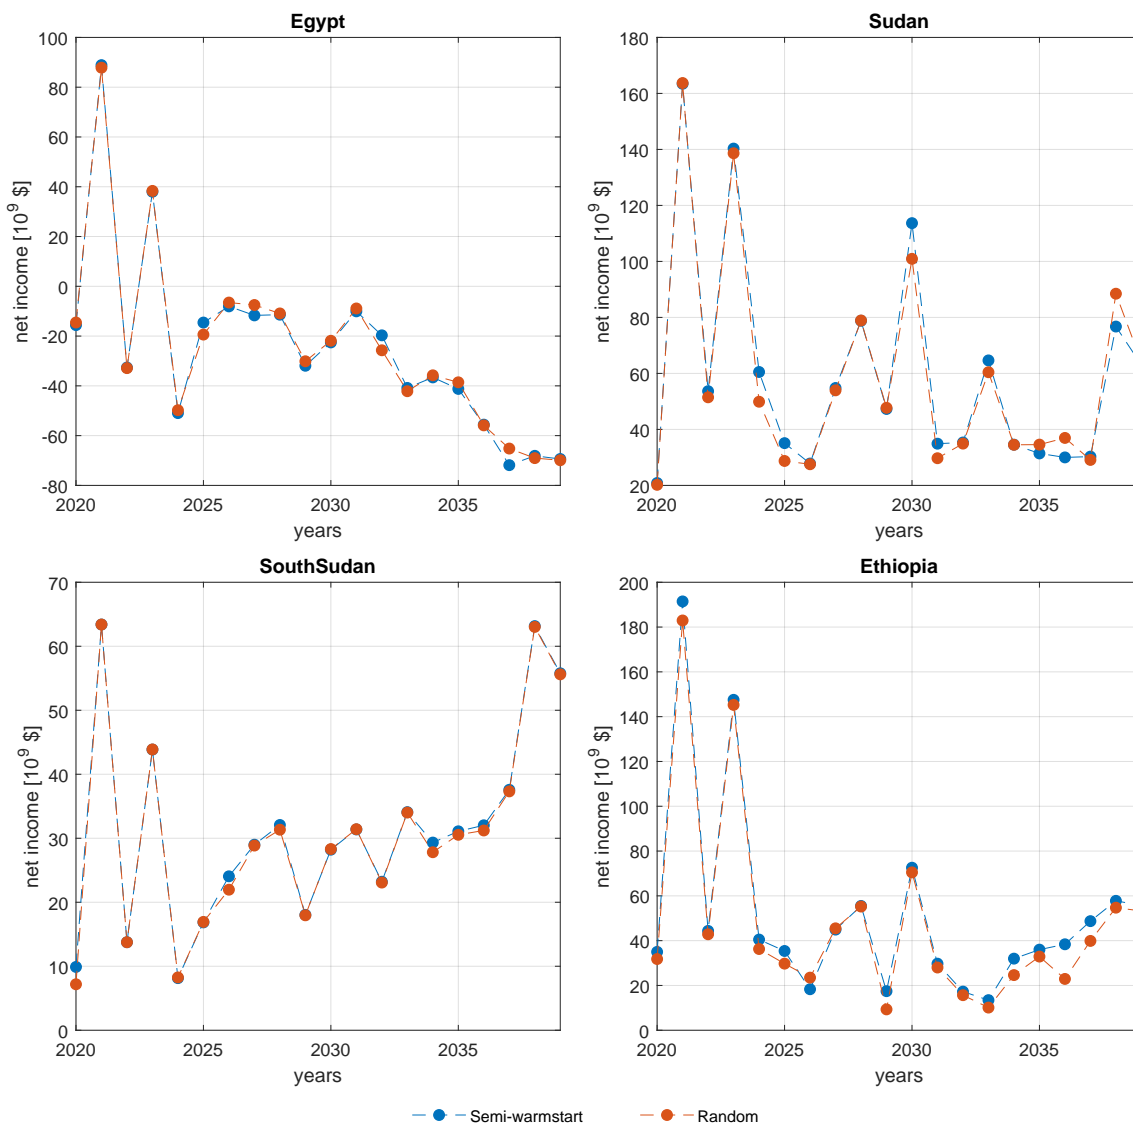 Egypt
net income [10^9 $]
100
80
60
40
20
0
-20
-40
-60
-80
2020 2025 2030 2035
years
Sudan
net income [10^9 $]
180
160
140
120
100
80
60
40
20
2020 2025 2030 2035
years
SouthSudan
net income [10^9 $]
70
60
50
40
30
20
10
0
2020 2025 2030 2035
years
Ethiopia
net income [10^9 $]
200
180
160
140
120
100
80
60
40
20
0
2020 2025 2030 2035
years
Semi-warmstart Random